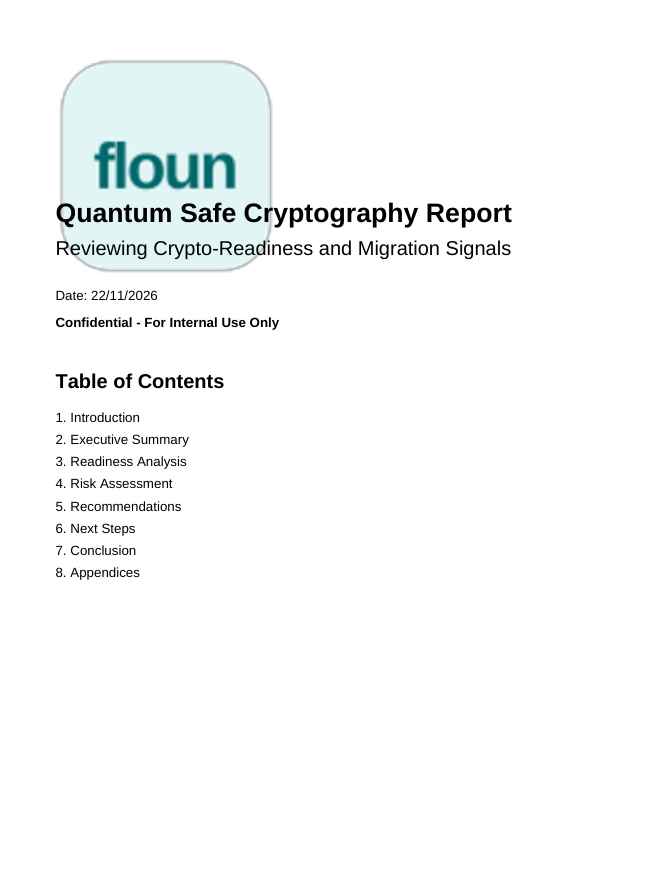 floun
Quantum Safe Cryptography Report
Reviewing Crypto-Readiness and Migration Signals
Date: 22/11/2026
Confidential - For Internal Use Only
Table of Contents
1. Introduction
2. Executive Summary
3. Readiness Analysis
4. Risk Assessment
5. Recommendations
6. Next Steps
7. Conclusion
8. Appendices